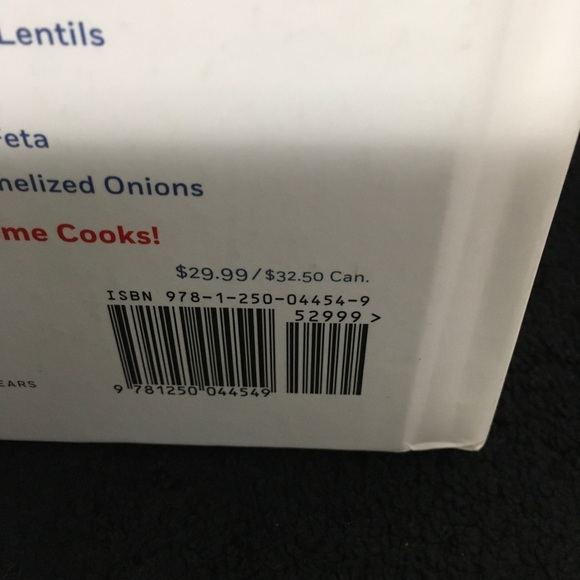 Lentils
Feta
melized Onions
me Cooks!
$29.99/$32.50 Can.
ISBN 978-1-250-04454-9
52999 >
EARS
9 781250 044549